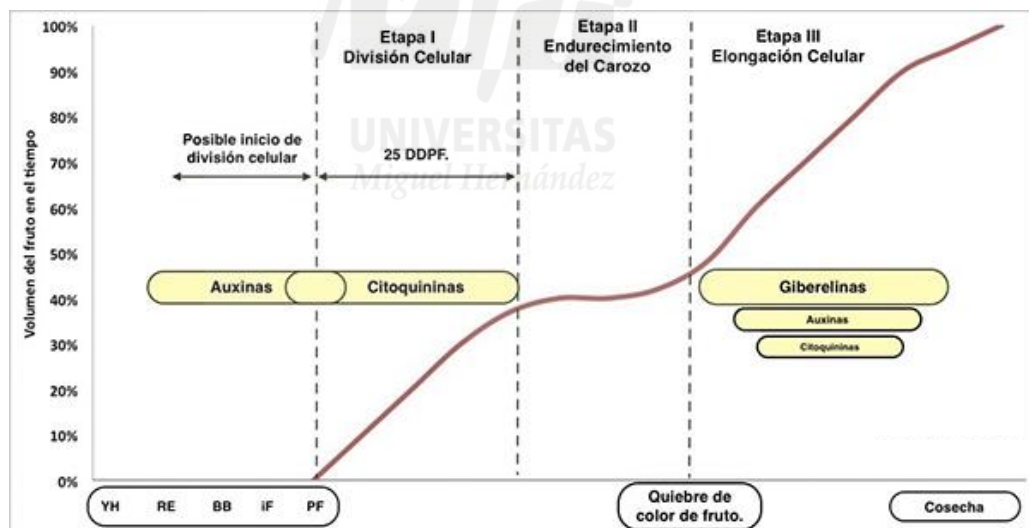 100%
90%
80%
70%
60%
50%
40%
30%
20%
10%
0%
Volumen del fruto en el tiempo
Etapa I
División Celular
Etapa II
Endurecimiento
del Carozo
Etapa III
Elongación Celular
UNIVERSITAS
Miguel Hernández
Posible inicio de
división celular
25 DDPF.
Auxinas
Citoquininas
Giberelinas
Auxinas
Citoquininas
YH RE BB iF PF
Quiebre de
color de fruto.
Cosecha